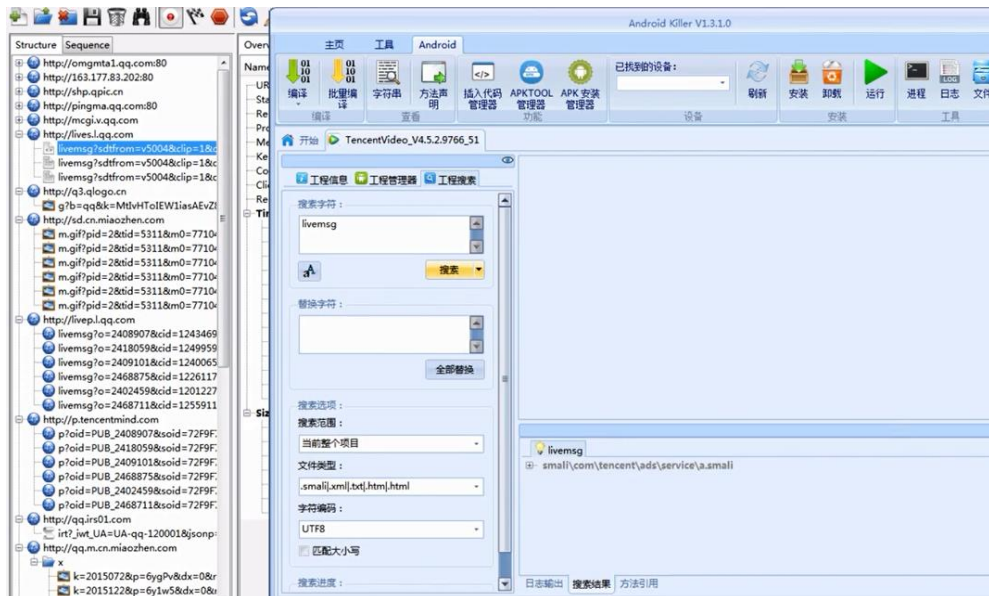 Structure Sequence
http://omgmta1.qq.com:80
http://163.177.83.202:80
http://shp.qpic.cn
http://pingma.qq.com:80
http://mcgi.v.qq.com
http://lives.l.qq.com
livemsg?sdtfrom=v5004&clip=1&c
livemsg?sdtfrom=v5004&clip=1&c
livemsg?sdtfrom=v5004&clip=1&c
http://q3.qlogo.cn
g?b=qq&k=MtIvHToIEW1iasAEvZ
http://sd.cn.miaozhen.com
m.gif?pid=2&tid=5311&m0=7710
m.gif?pid=2&tid=5311&m0=7710
m.gif?pid=2&tid=5311&m0=7710
m.gif?pid=2&tid=5311&m0=7710
m.gif?pid=2&tid=5311&m0=7710
m.gif?pid=2&tid=5311&m0=7710
http://livep.l.qq.com
livemsg?o=2408907&cid=1243469
livemsg?o=2418059&cid=1249959
livemsg?o=2409101&cid=1240065
livemsg?o=2468875&cid=1226117
livemsg?o=2402459&cid=1201227
livemsg?o=2468711&cid=1255911
http://p.tencentmind.com
p?oid=PUB_2408907&soid=72F9F
p?oid=PUB_2418059&soid=72F9F
p?oid=PUB_2409101&soid=72F9F
p?oid=PUB_2468875&soid=72F9F
p?oid=PUB_2402459&soid=72F9F
p?oid=PUB_2468711&soid=72F9F
http://qq.irs01.com
irt?_iwt_UA=UA-qq-120001&jsonp
http://qq.m.cn.miaozhen.com
x
k=2015072&p=6ygPv&dx=0&r
k=2015122&p=6y1w5&dx=0&r
Overv
Name
UR
Sta
Re
Pro
Me
Ke
Co
Clie
Re
Tir
Siz
Android Killer V1.3.1.0
主页 工具 Android
编译 批量编译 字符串 方法声明 插入代码管理器 APKTOOL管理器 APK 安装管理器
已找到的设备：
刷新 安装 卸载 运行 进程 日志 文件
编译 查看 功能 设备 安装 工具
开始 TencentVideo_V4.5.2.9766_51
工程信息 工程管理器 工程搜索
搜索字符：
livemsg
搜索
替换字符：
全部替换
搜索选项：
搜索范围：
当前整个项目
文件类型：
.smali|.xml|.txt|.htm|.html
字符编码：
UTF8
匹配大小写
搜索进度：
livemsg
smali\com\tencent\ads\service\a.smali
日志输出 搜索结果 方法引用